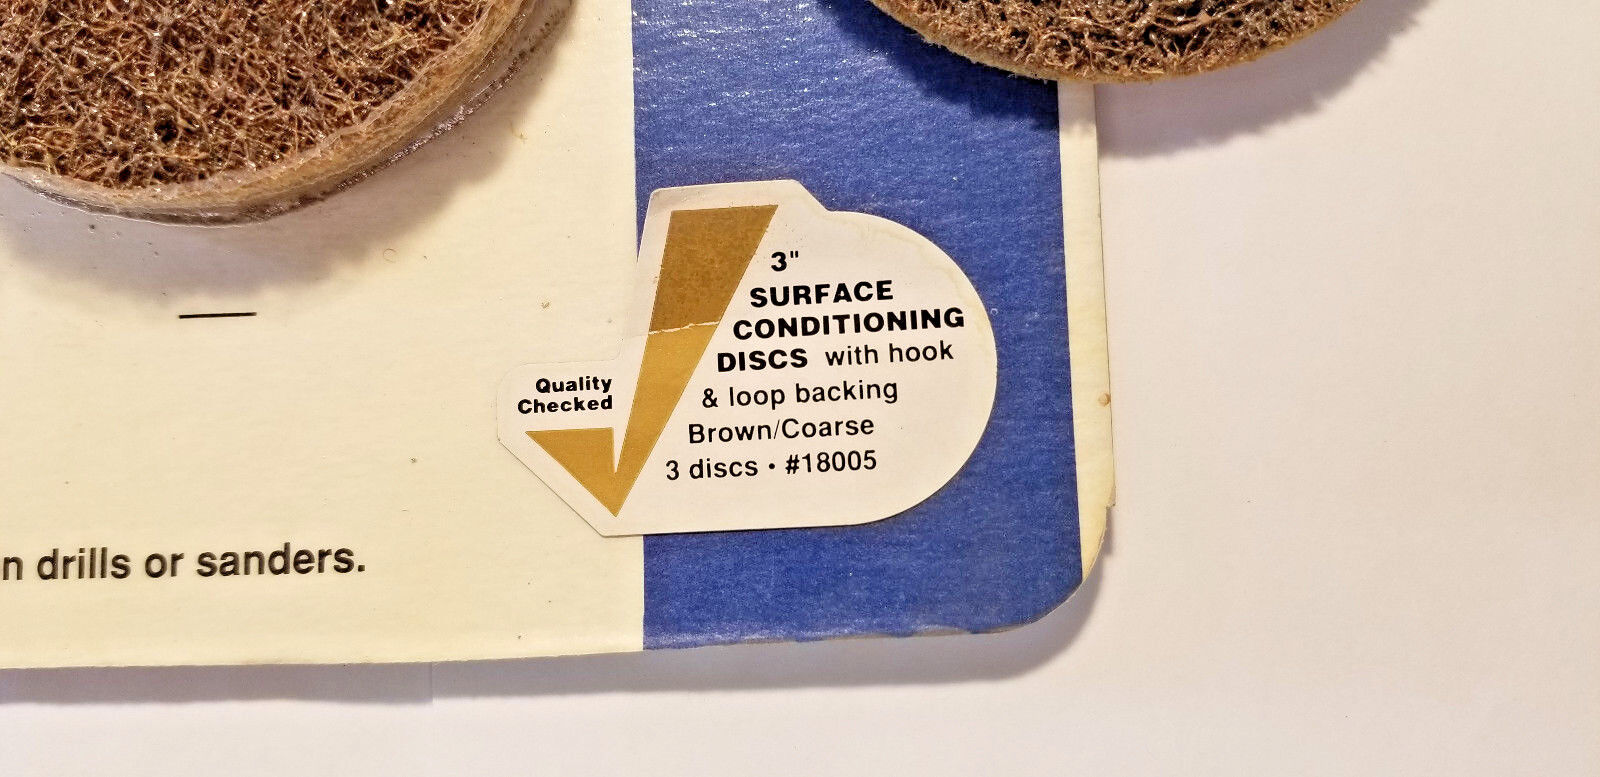 3"
SURFACE
CONDITIONING
DISCS with hook
& loop backing
Brown/Coarse
3 discs • #18005
Quality
Checked
n drills or sanders.